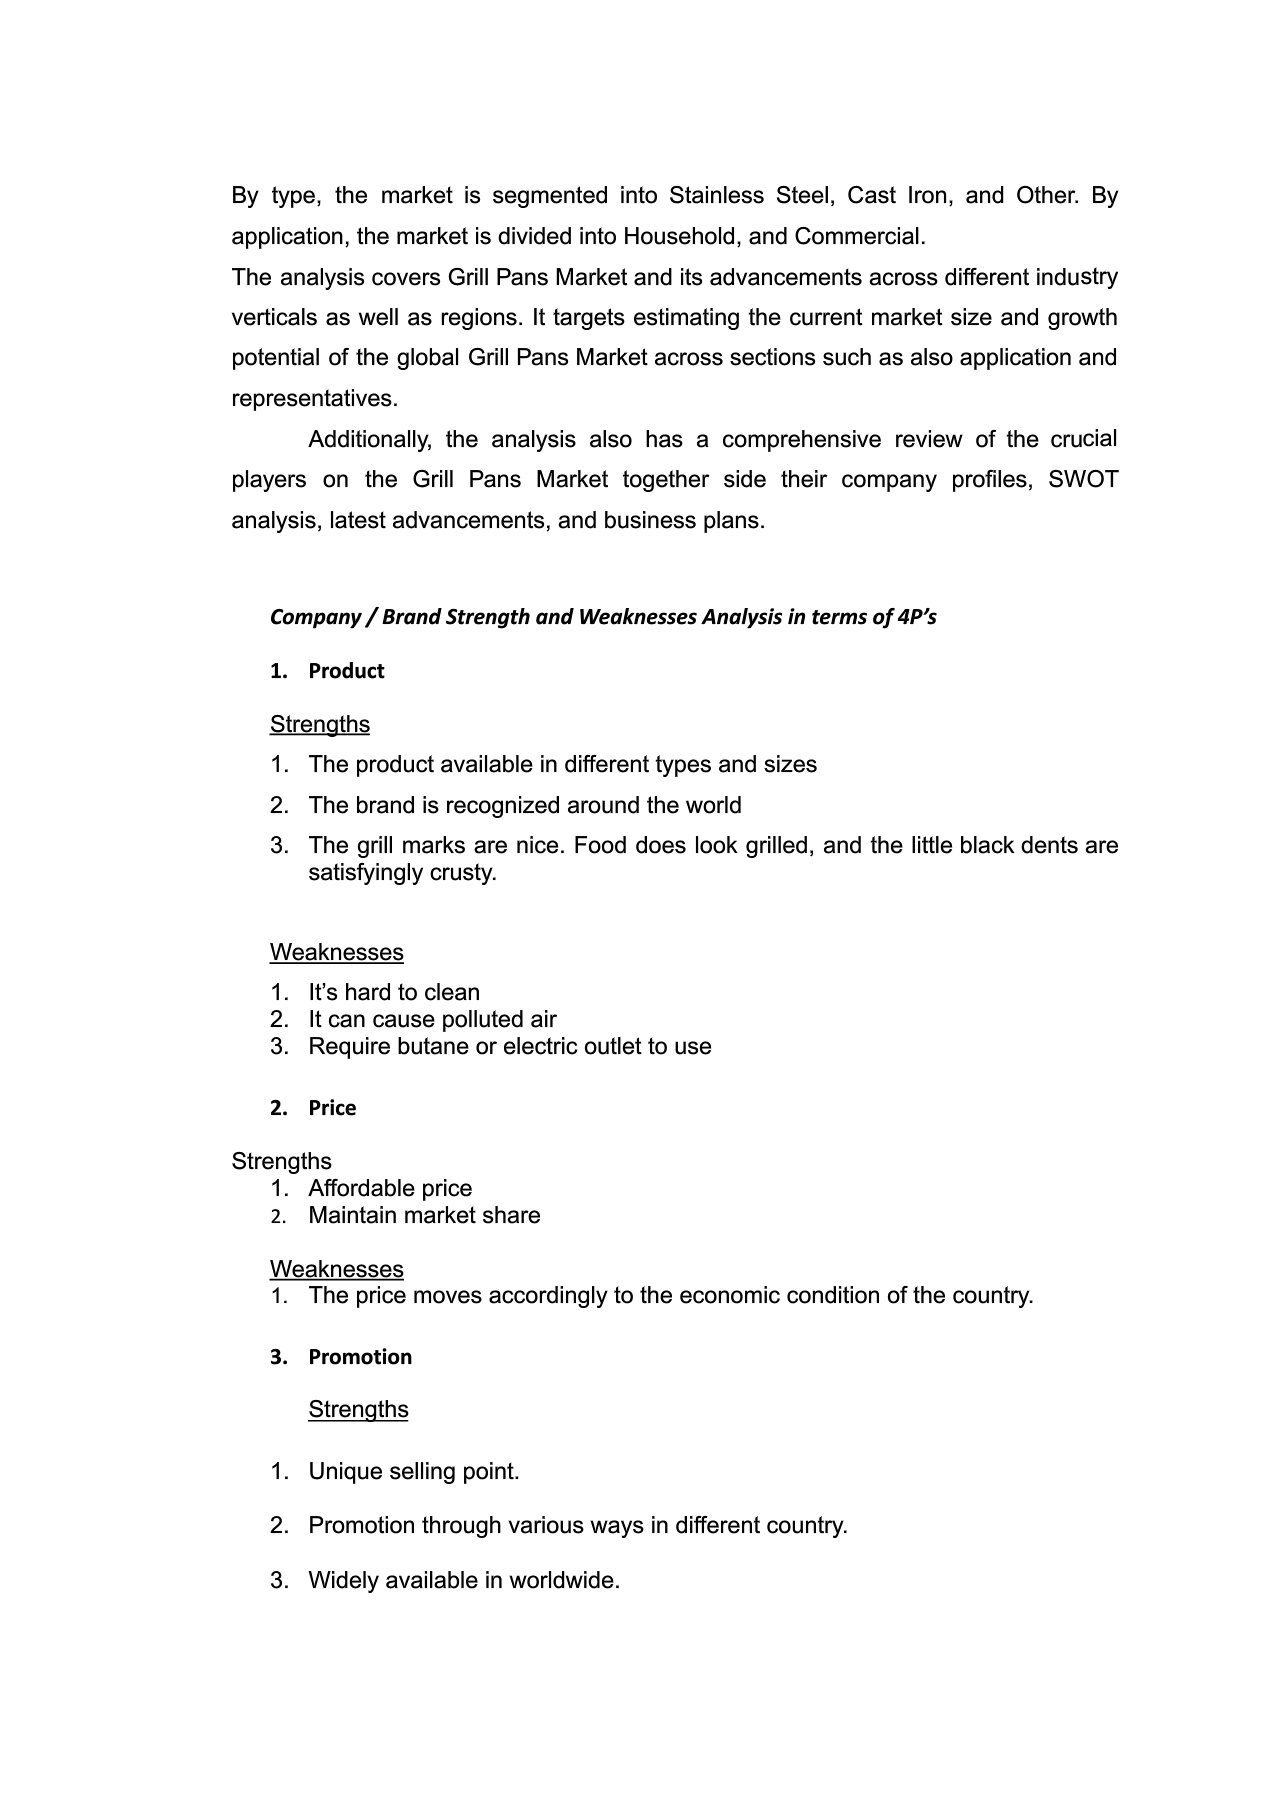 By type, the market is segmented into Stainless Steel, Cast Iron, and Other. By
application, the market is divided into Household, and Commercial.
The analysis covers Grill Pans Market and its advancements across different industry
verticals as well as regions. It targets estimating the current market size and growth
potential of the global Grill Pans Market across sections such as also application and
representatives.
Additionally, the analysis also has a comprehensive review of the crucial
players on the Grill Pans Market together side their company profiles, SWOT
analysis, latest advancements, and business plans.
Company / Brand Strength and Weaknesses Analysis in terms of 4P’s
1. Product
Strengths
1. The product available in different types and sizes
2. The brand is recognized around the world
3. The grill marks are nice. Food does look grilled, and the little black dents are
satisfyingly crusty.
Weaknesses
1. It’s hard to clean
2. It can cause polluted air
3. Require butane or electric outlet to use
2. Price
Strengths
1. Affordable price
2. Maintain market share
Weaknesses
1. The price moves accordingly to the economic condition of the country.
3. Promotion
Strengths
1. Unique selling point.
2. Promotion through various ways in different country.
3. Widely available in worldwide.